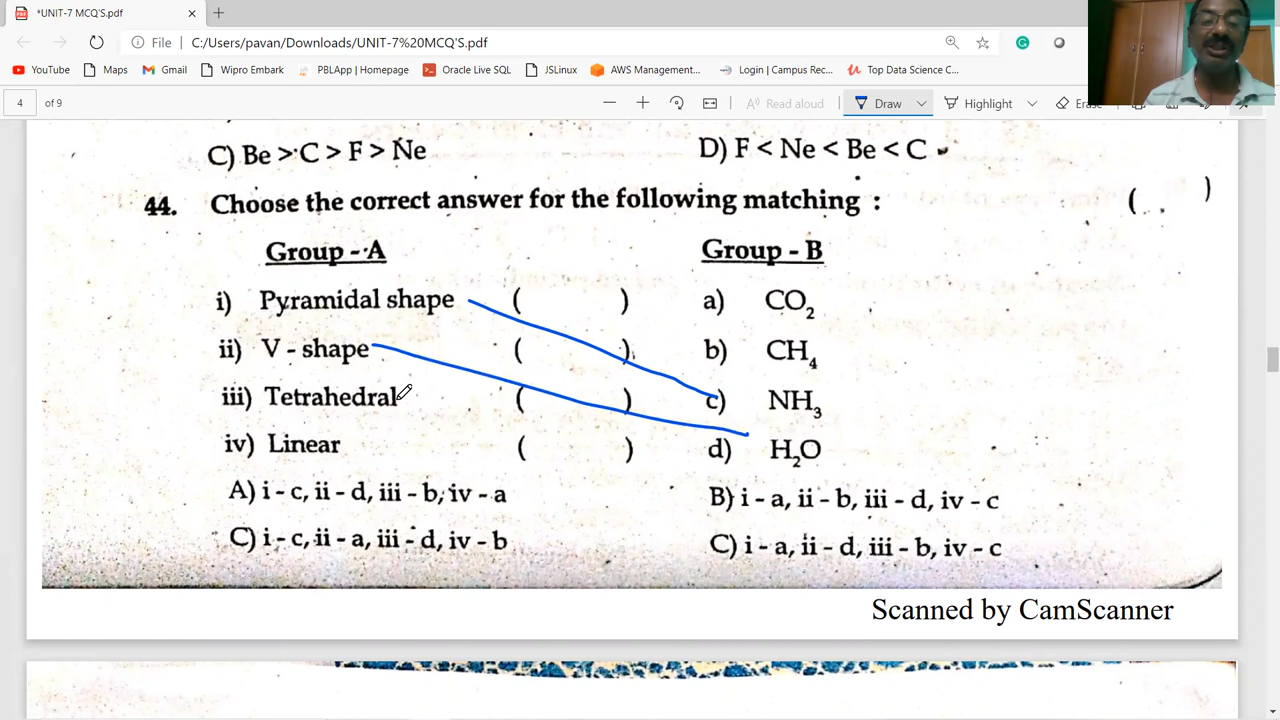 *UNIT-7 MCQ'S.pdf
File C:/Users/pavan/Downloads/UNIT-7%20MCQ'S.pdf
YouTube Maps Gmail Wipro Embark PBLApp | Homepage Oracle Live SQL JSLinux AWS Management... Login | Campus Rec... Top Data Science C...
4 of 9 Read aloud Draw Highlight Erase
C) Be > C > F > Ne D) F < Ne < Be < C
44. Choose the correct answer for the following matching : ( )
Group - A Group - B
i) Pyramidal shape ( ) a) CO₂
ii) V - shape ( ) b) CH₄
iii) Tetrahedral ( ) c) NH₃
iv) Linear ( ) d) H₂O
A) i - c, ii - d, iii - b, iv - a B) i - a, ii - b, iii - d, iv - c
C) i - c, ii - a, iii - d, iv - b C) i - a, ii - d, iii - b, iv - c
Scanned by CamScanner